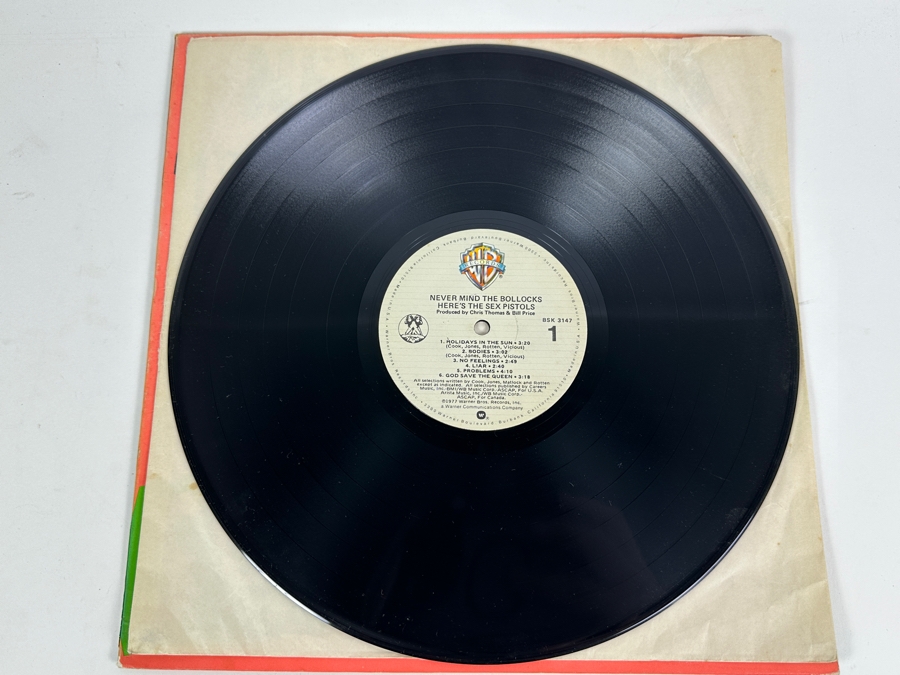 RECORDS
NEVER MIND THE BOLLOCKS
HERE'S THE SEX PISTOLS
Produced by Chris Thomas & Bill Price
BSK 3147
1
1. HOLIDAYS IN THE SUN • 3:20
(Cook, Jones, Rotten, Vicious)
2. BODIES • 3:02
(Cook, Jones, Rotten, Vicious)
3. NO FEELINGS • 2:49
4. LIAR • 2:40
5. PROBLEMS • 4:10
6. GOD SAVE THE QUEEN • 3:18
All selections written by Cook, Jones, Matlock and Rotten
except as indicated. All selections published by Careers
Music, Inc. BMI/WB Music Corp. ASCAP, For U.S.A.
Arista Music, Inc./WB Music Corp.,
ASCAP, For Canada.
©1977 Warner Bros. Records, Inc.
a Warner Communications Company